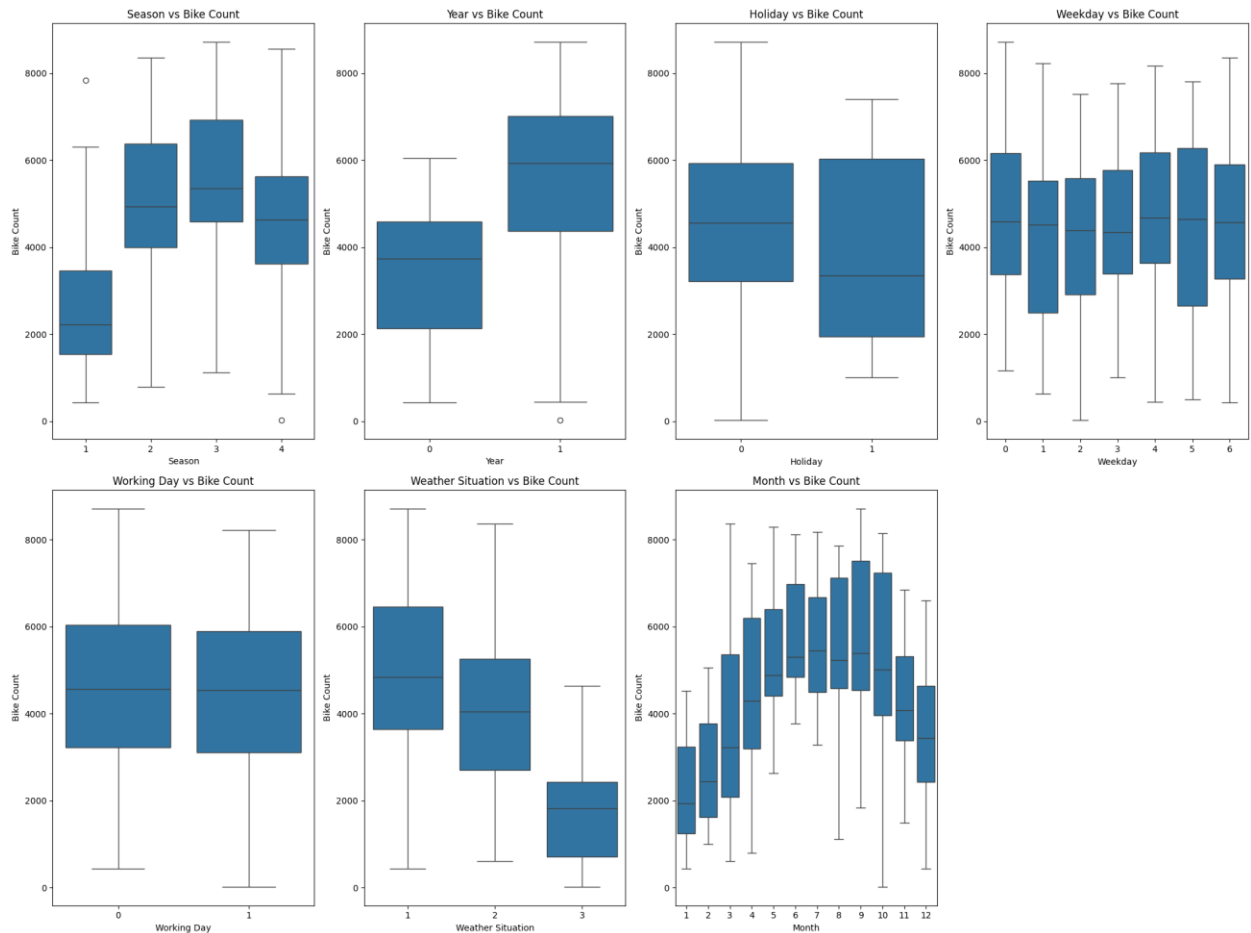 Season vs Bike Count
Bike Count
8000
6000
4000
2000
0
1 2 3 4
Season
Year vs Bike Count
Bike Count
8000
6000
4000
2000
0
0 1
Year
Holiday vs Bike Count
Bike Count
8000
6000
4000
2000
0
0 1
Holiday
Weekday vs Bike Count
Bike Count
8000
6000
4000
2000
0
0 1 2 3 4 5 6
Weekday
Working Day vs Bike Count
Bike Count
8000
6000
4000
2000
0
0 1
Working Day
Weather Situation vs Bike Count
Bike Count
8000
6000
4000
2000
0
1 2 3
Weather Situation
Month vs Bike Count
Bike Count
8000
6000
4000
2000
0
1 2 3 4 5 6 7 8 9 10 11 12
Month